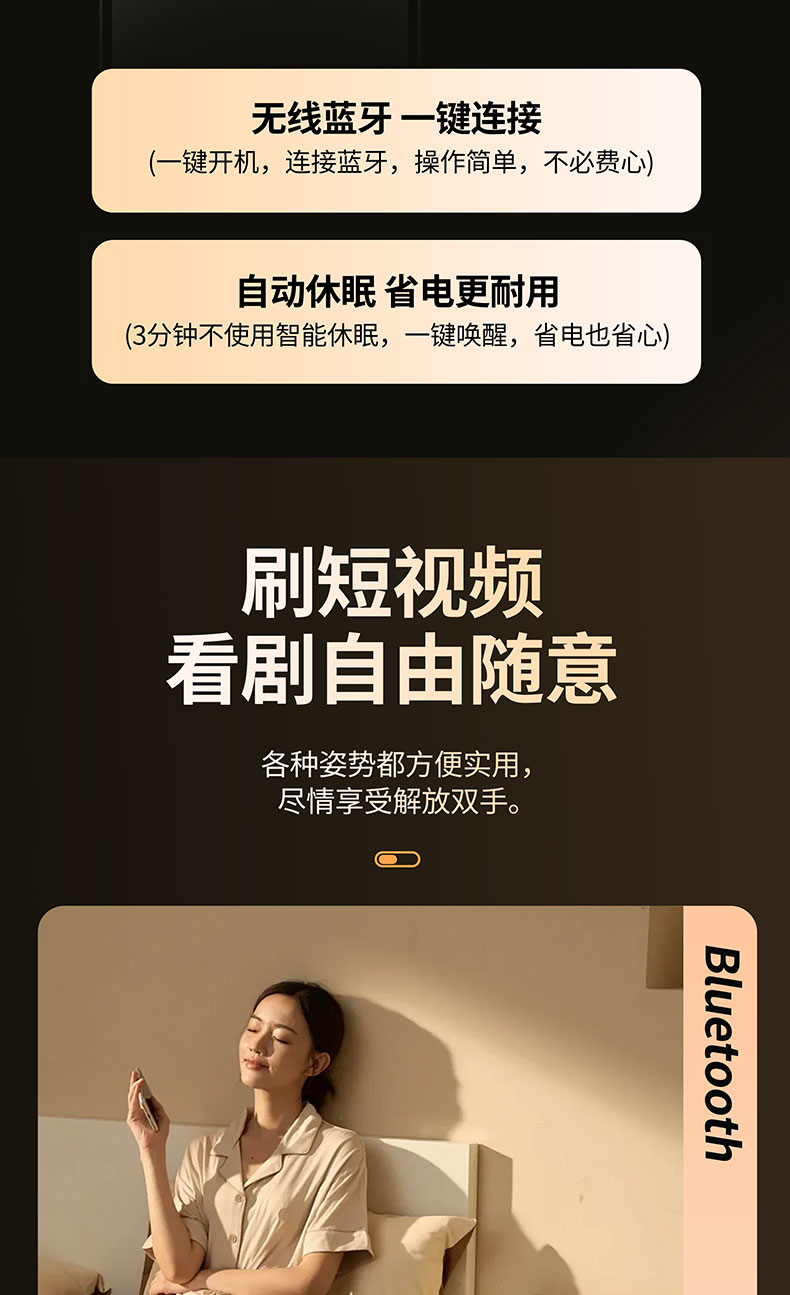 无线蓝牙 一键连接
(一键开机，连接蓝牙，操作简单，不必费心)
自动休眠 省电更耐用
(3分钟不使用智能休眠，一键唤醒，省电也省心)
刷短视频
看剧自由随意
各种姿势都方便实用，
尽情享受解放双手。
Bluetooth